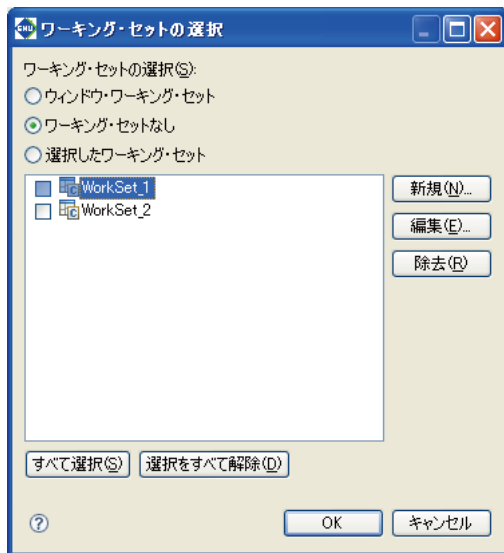 GNU ワーキング・セットの選択
ワーキング・セットの選択(S):
ウィンドウ・ワーキング・セット
ワーキング・セットなし
選択したワーキング・セット
WorkSet_1
WorkSet_2
新規(N)...
編集(E)...
除去(R)
すべて選択(S)
選択をすべて解除(D)
?
OK
キャンセル